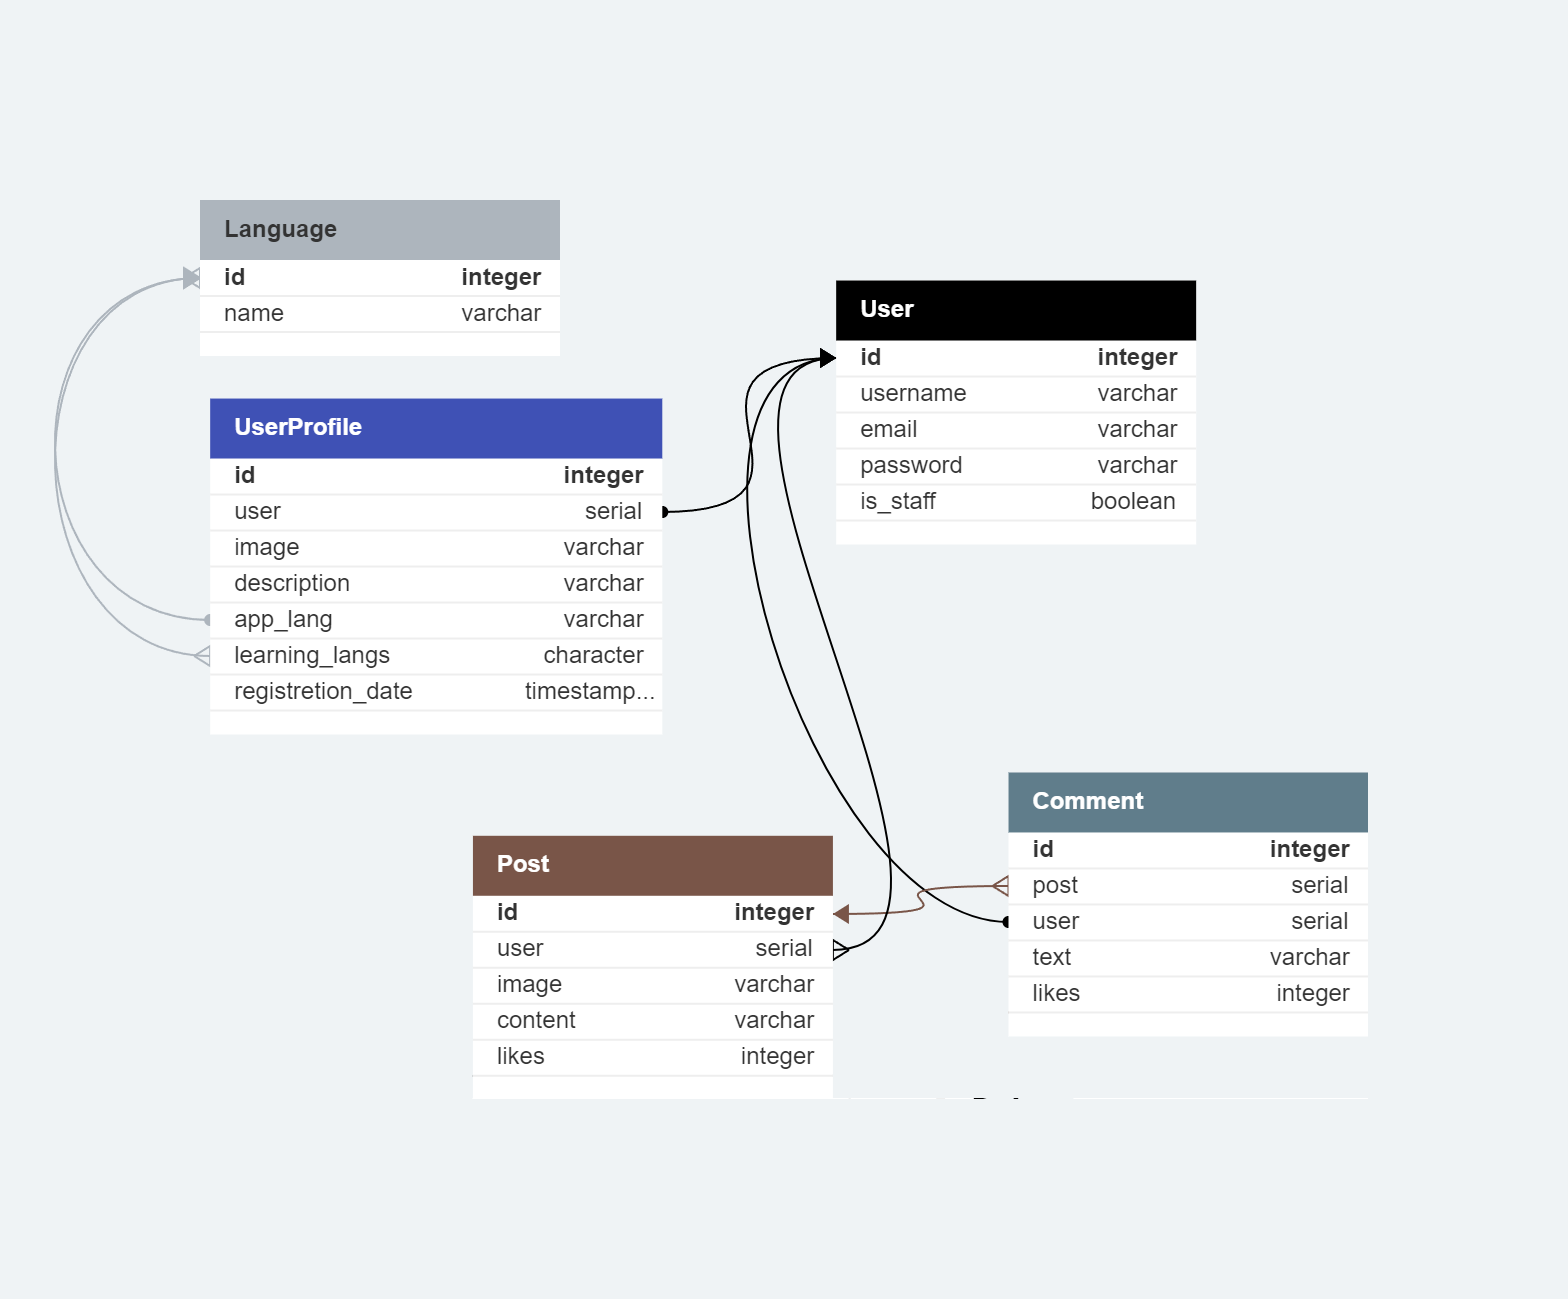 Language
id integer
name varchar
UserProfile
id integer
user serial
image varchar
description varchar
app_lang varchar
learning_langs character
registretion_date timestamp...
User
id integer
username varchar
email varchar
password varchar
is_staff boolean
Post
id integer
user serial
image varchar
content varchar
likes integer
Comment
id integer
post serial
user serial
text varchar
likes integer